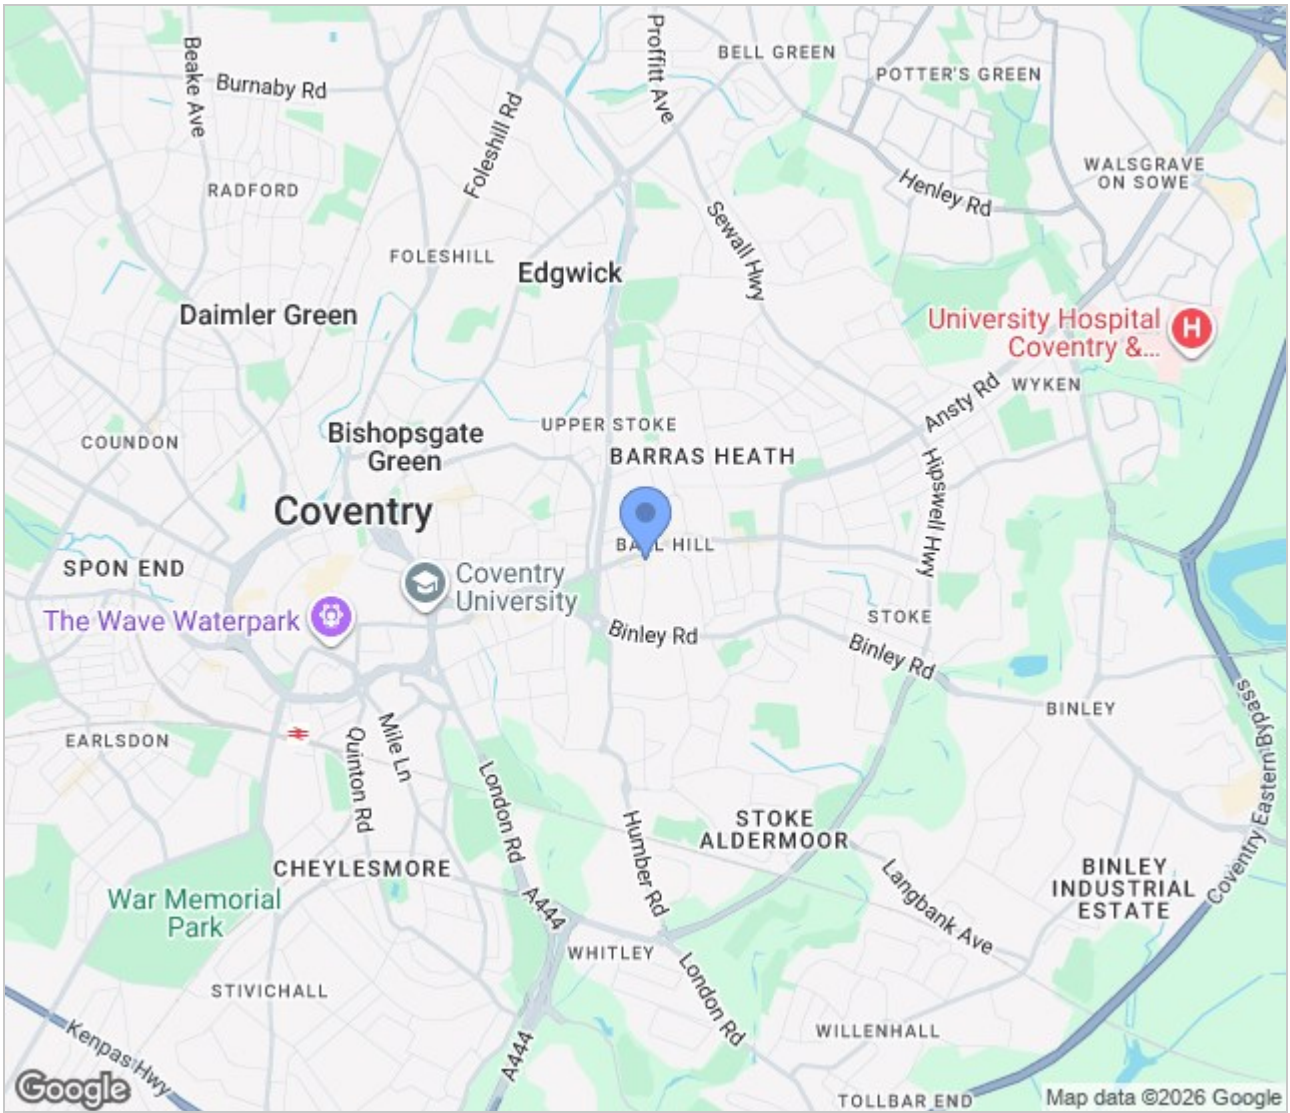 BELL GREEN
Proffitt Ave
Beake Ave
Burnaby Rd
POTTER'S GREEN
Foleshill Rd
WALSGRAVE
ON SOWE
RADFORD
Henley Rd
Sewall Hwy
FOLESHILL
Edgwick
Daimler Green
University Hospital
Coventry &...
H
Ansty Rd
WYKEN
UPPER STOKE
Bishopsgate
Green
COUNDON
BARRAS HEATH
Hipswell Hwy
Coventry
BALL HILL
SPON END
Coventry
University
The Wave Waterpark
STOKE
Binley Rd
Binley Rd
BINLEY
Coventry Eastern Bypass
EARLSDON
Quinton Rd
Mile Ln
London Rd
STOKE
ALDERMOOR
Humber Rd
CHEYLESMORE
Langbank Ave
BINLEY
INDUSTRIAL
ESTATE
War Memorial
Park
A444
WHITLEY
London Rd
STIVICHALL
WILLENHALL
Kenpas Hwy
A444
TOLLBAR END
Google
Map data ©2026 Google